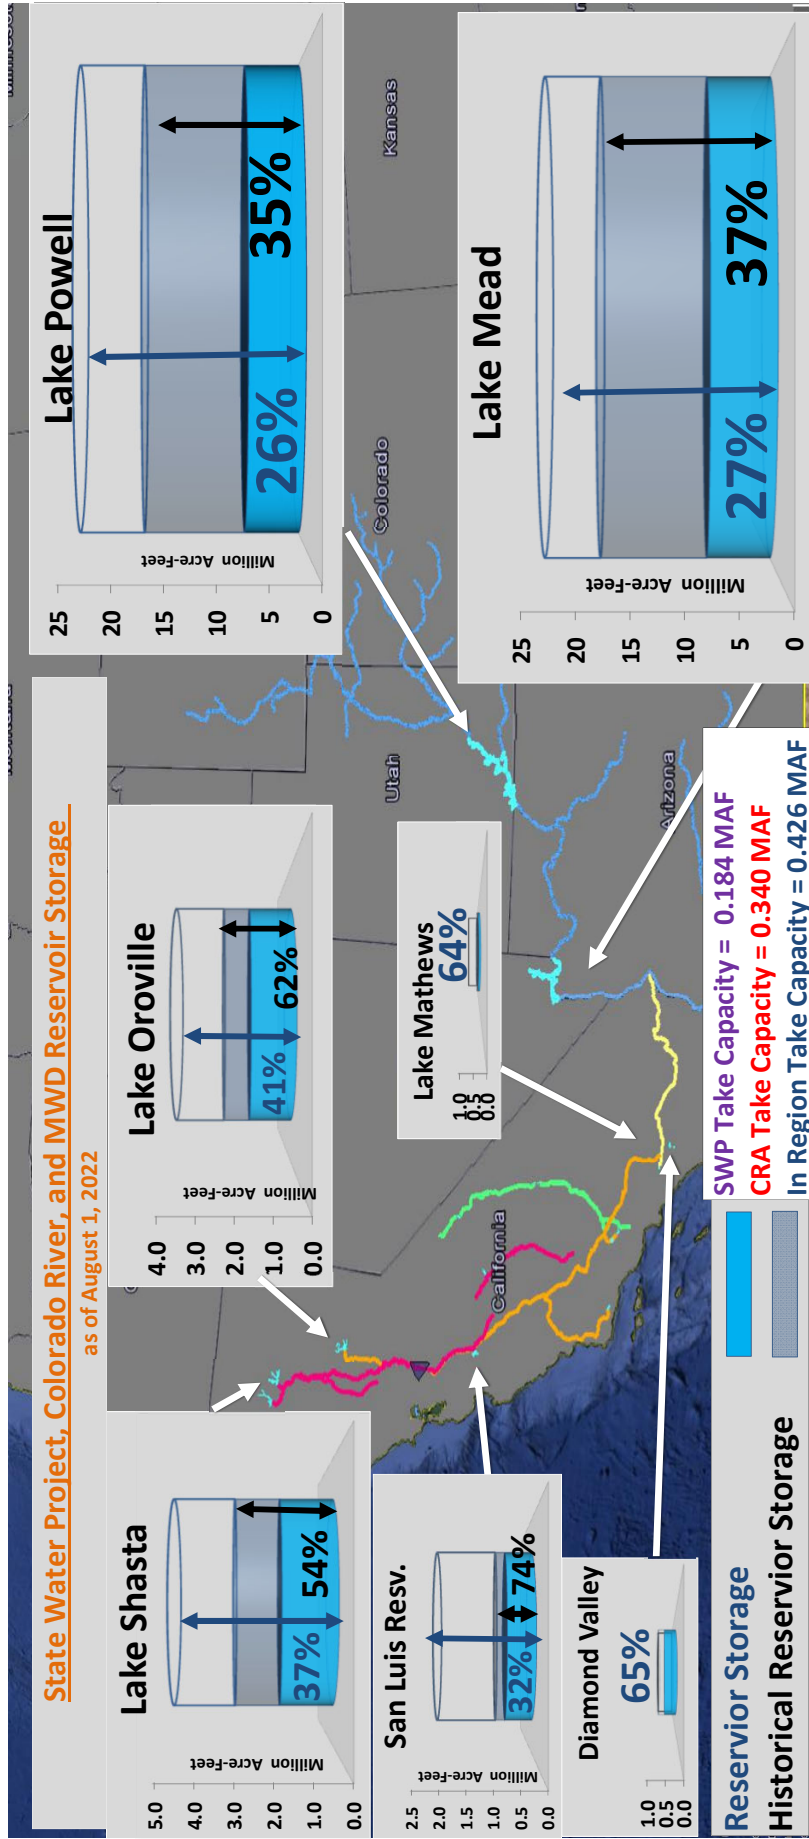 State Water Project, Colorado River, and MWD Reservoir Storage
as of August 1, 2022
Lake Shasta
Million Acre-Feet
5.0
4.0
3.0
2.0
1.0
0.0
37%
54%
Lake Oroville
Million Acre-Feet
4.0
3.0
2.0
1.0
0.0
41%
62%
Lake Powell
Million Acre-Feet
25
20
15
10
5
0
26%
35%
San Luis Resv.
Million Acre-Feet
2.5
2.0
1.5
1.0
0.5
0.0
32%
74%
Lake Mathews
1.0
0.5
0.0
64%
Lake Mead
Million Acre-Feet
25
20
15
10
5
0
27%
37%
Diamond Valley
1.0
0.5
0.0
65%
Utah
Colorado
Kansas
California
Arizona
Reservior Storage
Historical Reservoir Storage
SWP Take Capacity = 0.184 MAF
CRA Take Capacity = 0.340 MAF
In Region Take Capacity = 0.426 MAF